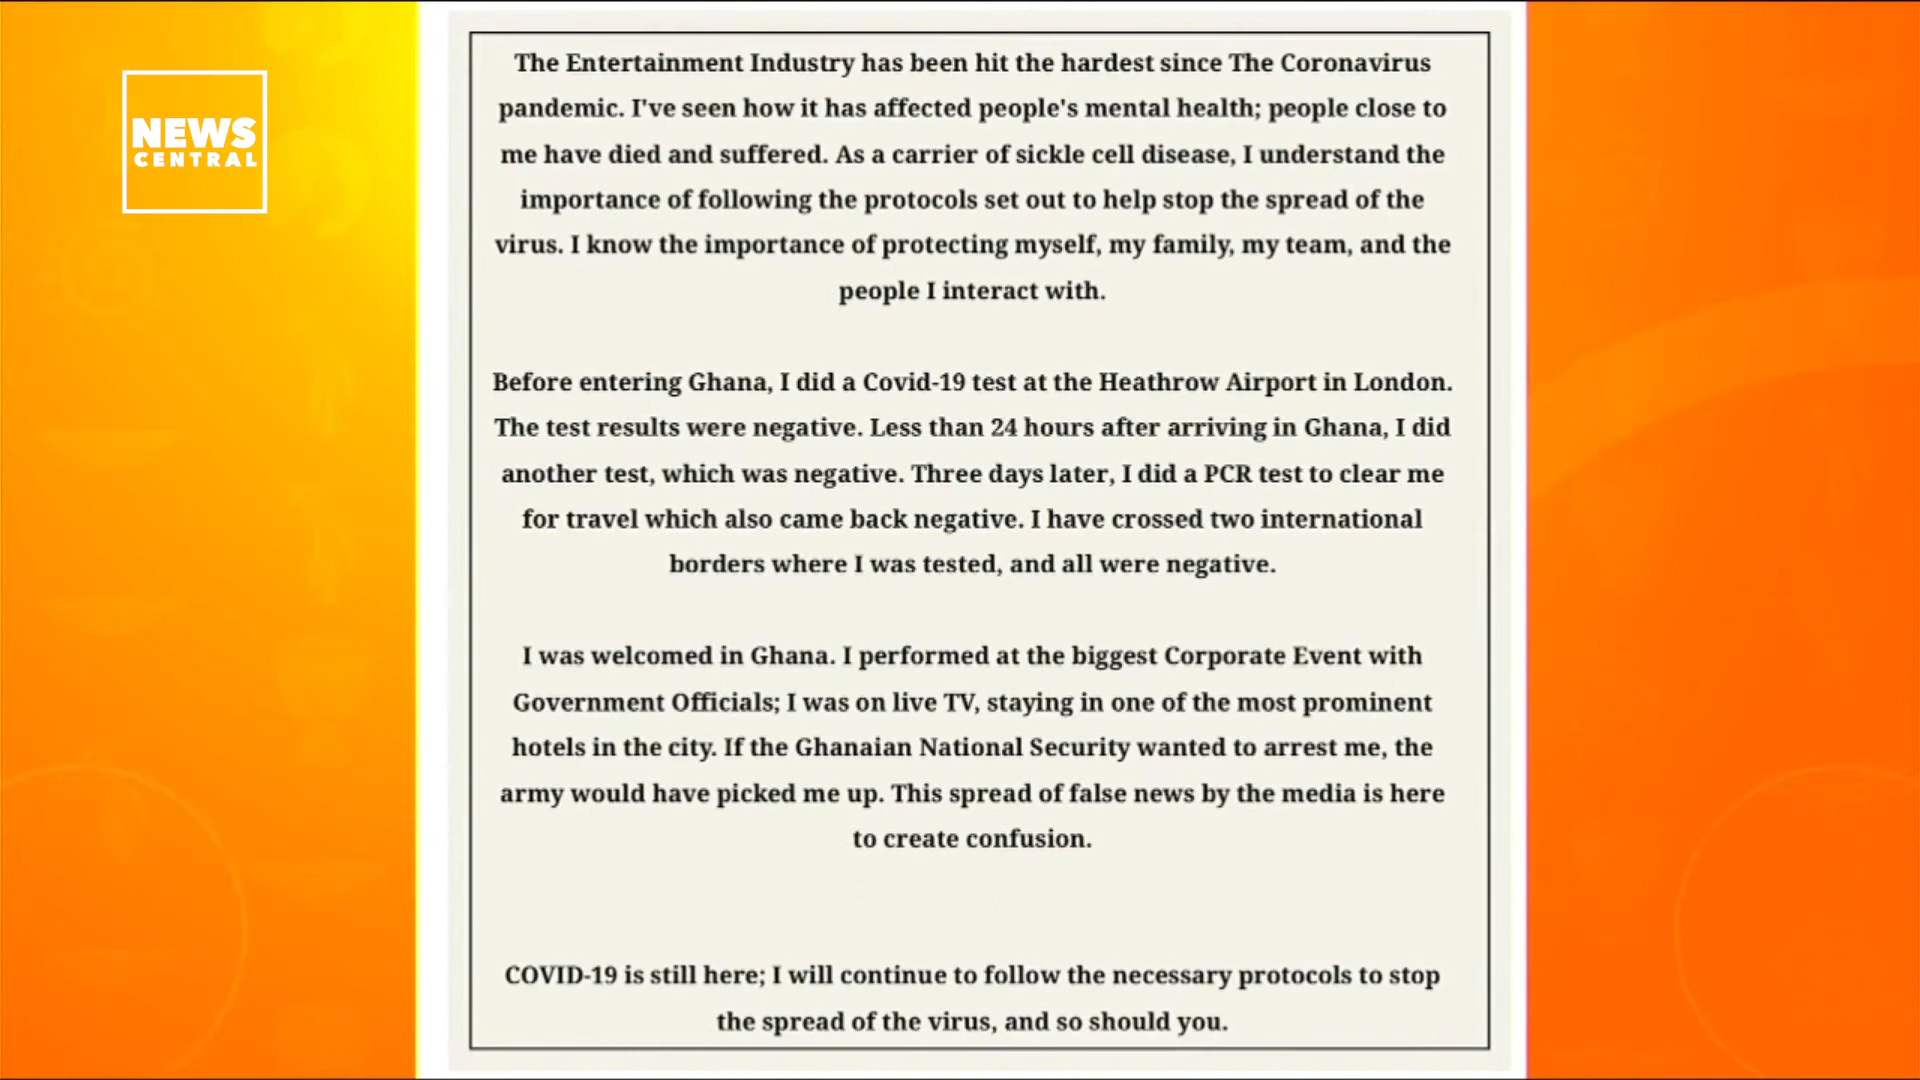 NEWS
CENTRAL
The Entertainment Industry has been hit the hardest since The Coronavirus
pandemic. I've seen how it has affected people's mental health; people close to
me have died and suffered. As a carrier of sickle cell disease, I understand the
importance of following the protocols set out to help stop the spread of the
virus. I know the importance of protecting myself, my family, my team, and the
people I interact with.
Before entering Ghana, I did a Covid-19 test at the Heathrow Airport in London.
The test results were negative. Less than 24 hours after arriving in Ghana, I did
another test, which was negative. Three days later, I did a PCR test to clear me
for travel which also came back negative. I have crossed two international
borders where I was tested, and all were negative.
I was welcomed in Ghana. I performed at the biggest Corporate Event with
Government Officials; I was on live TV, staying in one of the most prominent
hotels in the city. If the Ghanaian National Security wanted to arrest me, the
army would have picked me up. This spread of false news by the media is here
to create confusion.
COVID-19 is still here; I will continue to follow the necessary protocols to stop
the spread of the virus, and so should you.